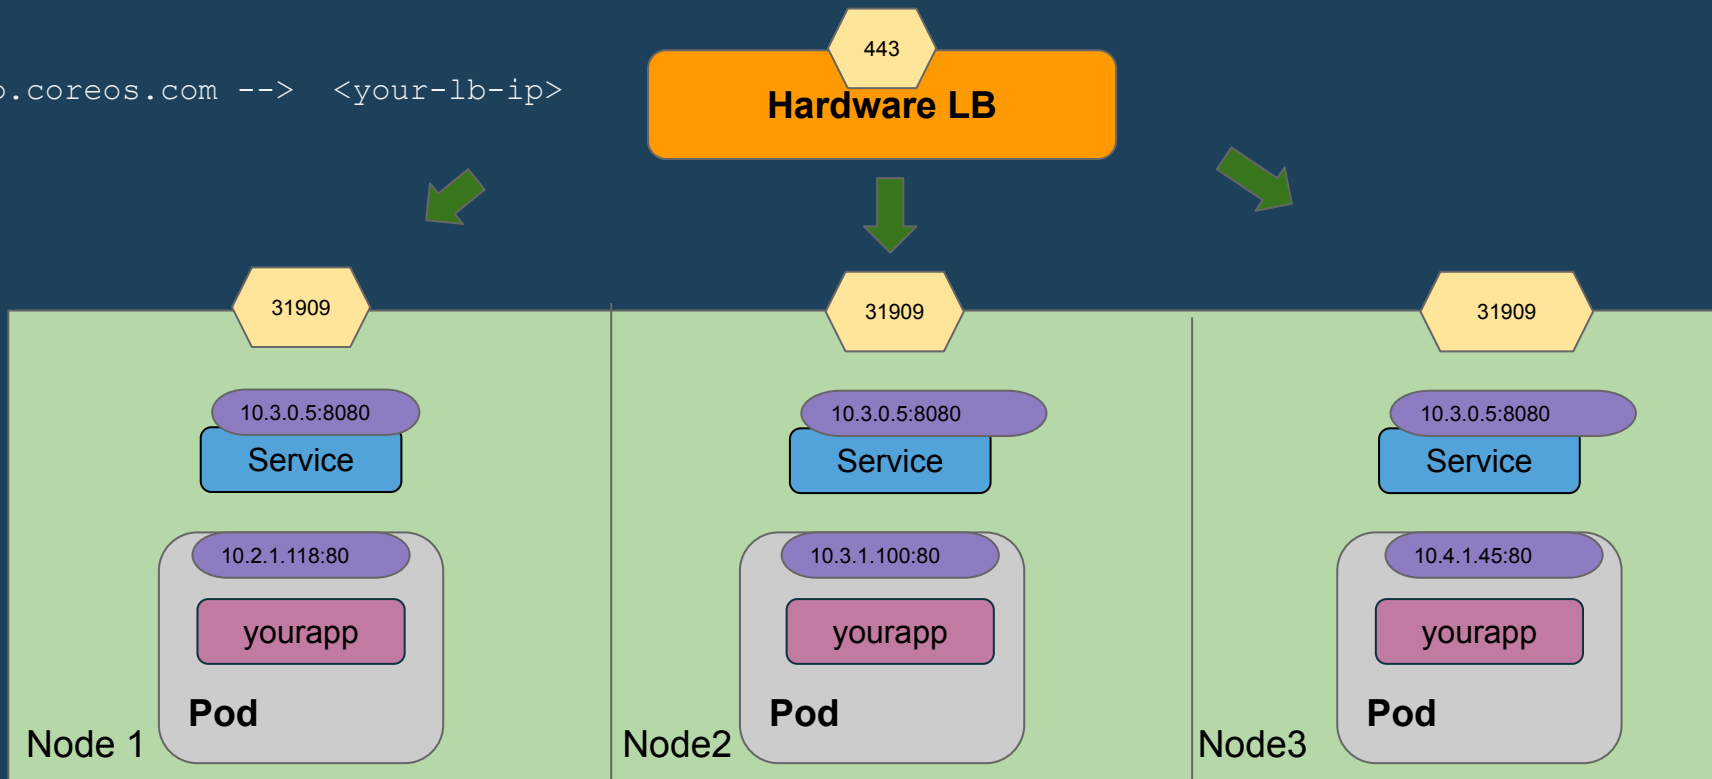 443
.coreos.com --> <your-lb-ip>
Hardware LB
31909
31909
31909
10.3.0.5:8080
10.3.0.5:8080
10.3.0.5:8080
Service
Service
Service
10.2.1.118:80
10.3.1.100:80
10.4.1.45:80
yourapp
yourapp
yourapp
Pod
Pod
Pod
Node 1
Node2
Node3